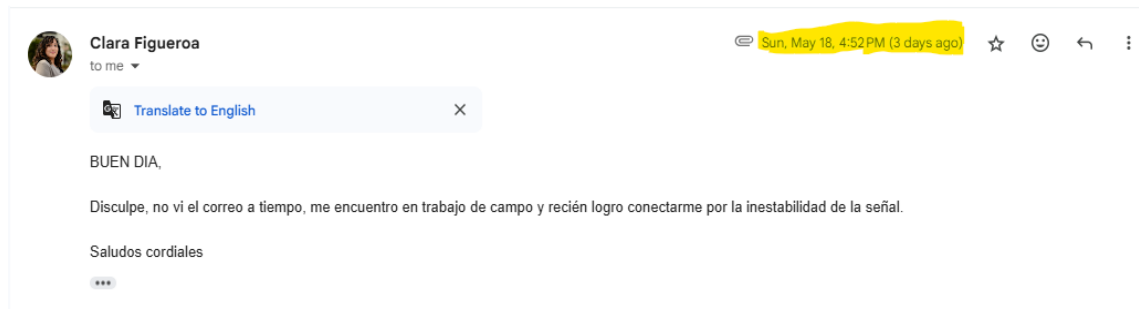 Clara Figueroa
Sun, May 18, 4:52 PM (3 days ago)
to me
Translate to English
BUEN DIA,
Disculpe, no vi el correo a tiempo, me encuentro en trabajo de campo y recién logro conectarme por la inestabilidad de la señal.
Saludos cordiales